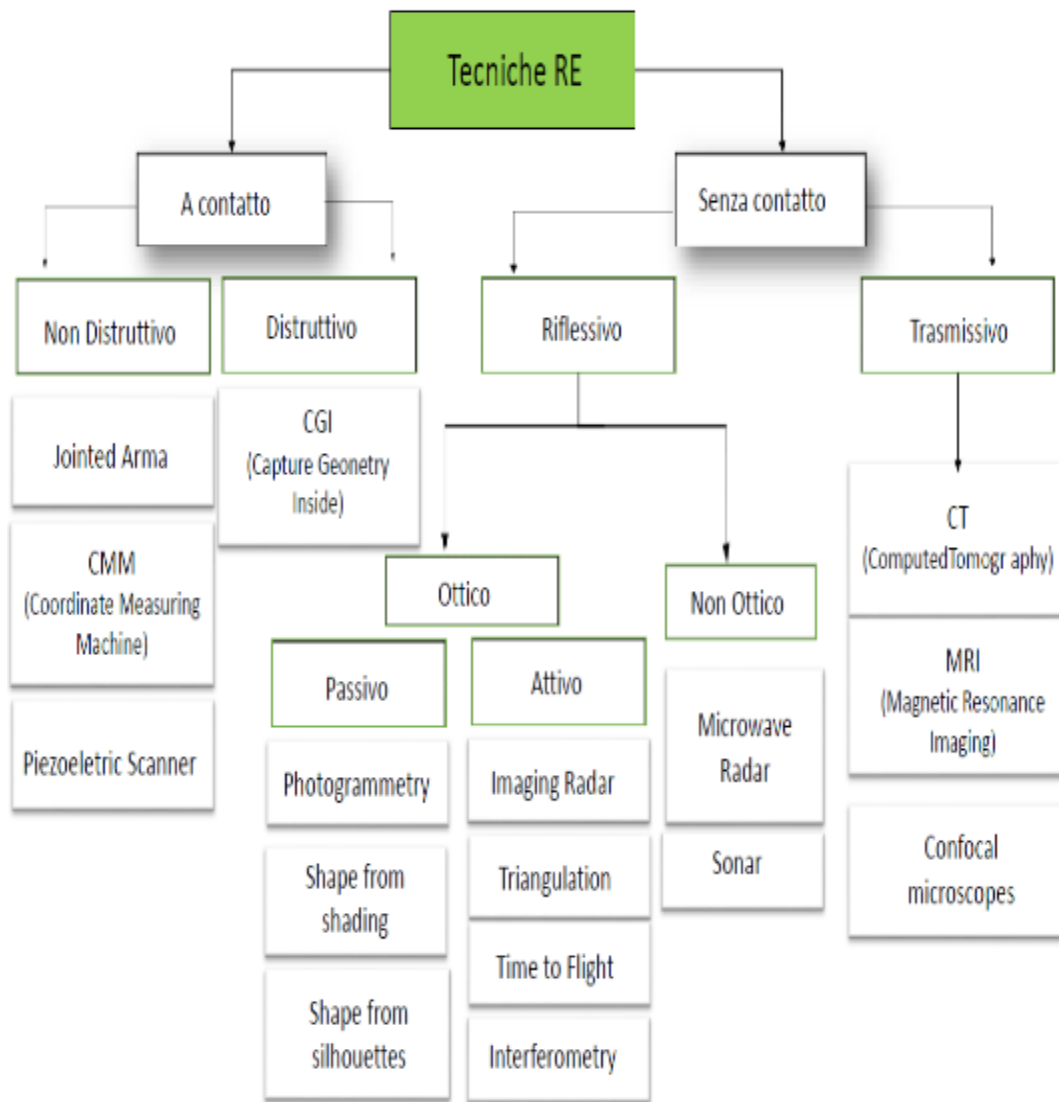 Tecniche RE
A contatto
Senza contatto
Non Distruttivo
Distruttivo
Riflessivo
Trasmissivo
Jointed Arma
CMM
(Coordinate Measuring
Machine)
Piezoeletric Scanner
CGI
(Capture Geometry
Inside)
Ottico
Non Ottico
Passivo
Attivo
Photogrammetry
Shape from
shading
Shape from
silhouettes
Imaging Radar
Triangulation
Time to Flight
Interferometry
Microwave
Radar
Sonar
CT
(ComputedTomogr aphy)
MRI
(Magnetic Resonance
Imaging)
Confocal
microscopes